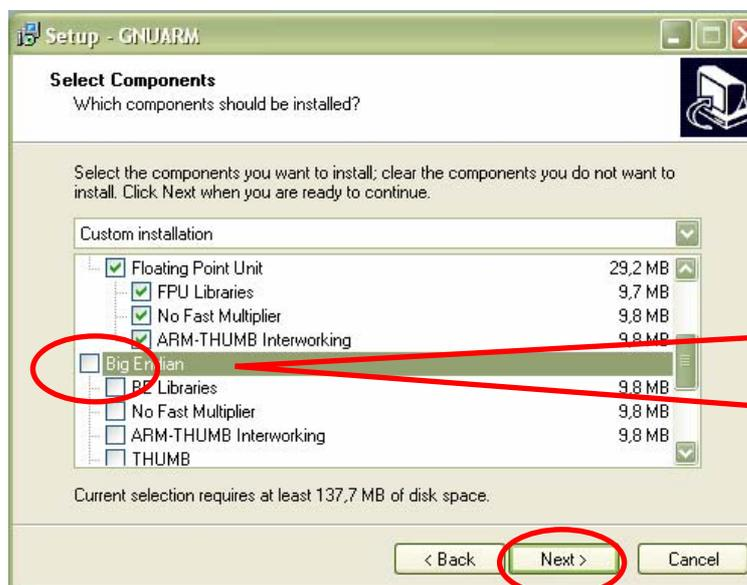 Setup - GNUARM
Select Components
Which components should be installed?
Select the components you want to install; clear the components you do not want to
install. Click Next when you are ready to continue.
Custom installation
Floating Point Unit 29,2 MB
FPU Libraries 9,7 MB
No Fast Multiplier 9,8 MB
ARM-THUMB Interworking 9,8 MB
Big Endian
BE Libraries 9,8 MB
No Fast Multiplier 9,8 MB
ARM-THUMB Interworking 9,8 MB
THUMB
Current selection requires at least 137,7 MB of disk space.
< Back Next > Cancel